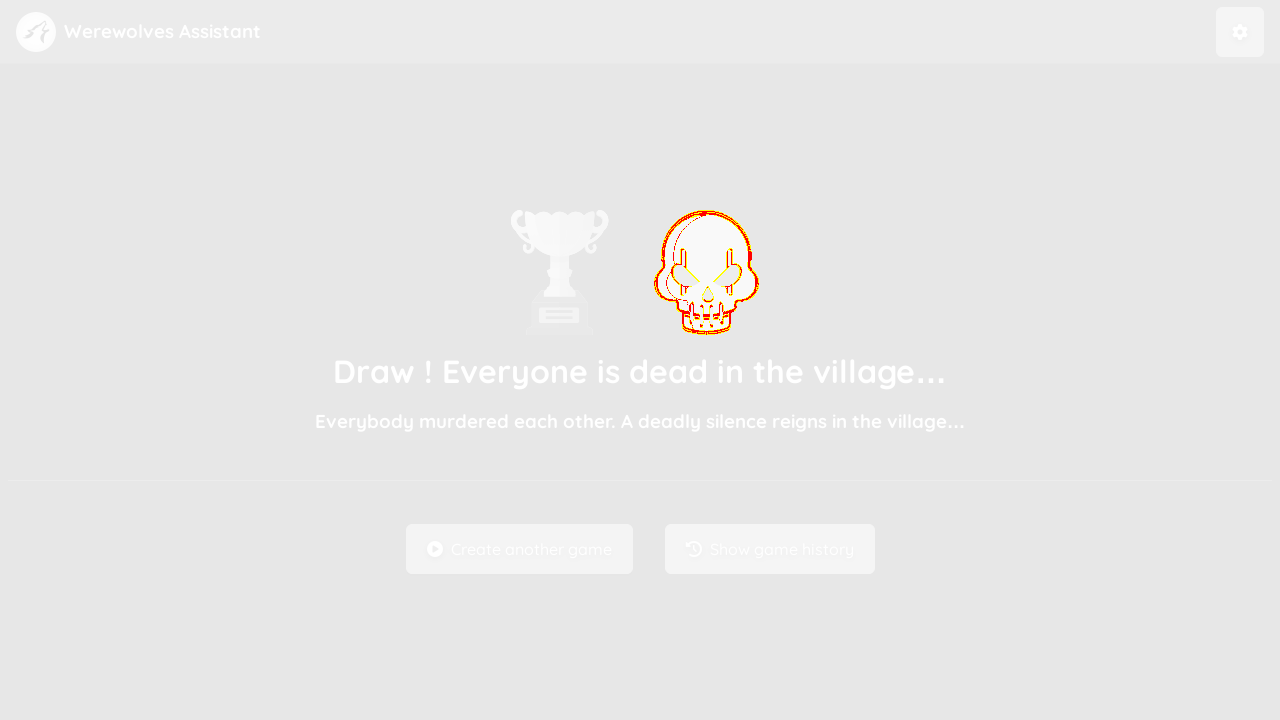 Werewolves Assistant
Draw ! Everyone is dead in the village...
Everybody murdered each other. A deadly silence reigns in the village...
Create another game
Show game history